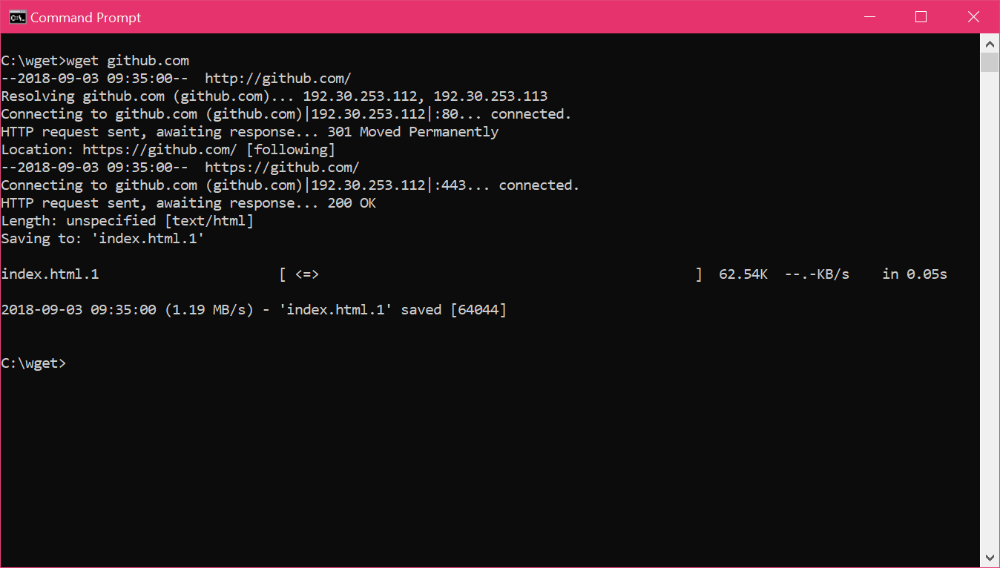 Command Prompt
C:\wget>wget github.com
--2018-09-03 09:35:00--  http://github.com/
Resolving github.com (github.com)... 192.30.253.112, 192.30.253.113
Connecting to github.com (github.com)|192.30.253.112|:80... connected.
HTTP request sent, awaiting response... 301 Moved Permanently
Location: https://github.com/ [following]
--2018-09-03 09:35:00--  https://github.com/
Connecting to github.com (github.com)|192.30.253.112|:443... connected.
HTTP request sent, awaiting response... 200 OK
Length: unspecified [text/html]
Saving to: 'index.html.1'
index.html.1                      [ <=>                                              ]  62.54K  --.-KB/s    in 0.05s
2018-09-03 09:35:00 (1.19 MB/s) - 'index.html.1' saved [64044]
C:\wget>